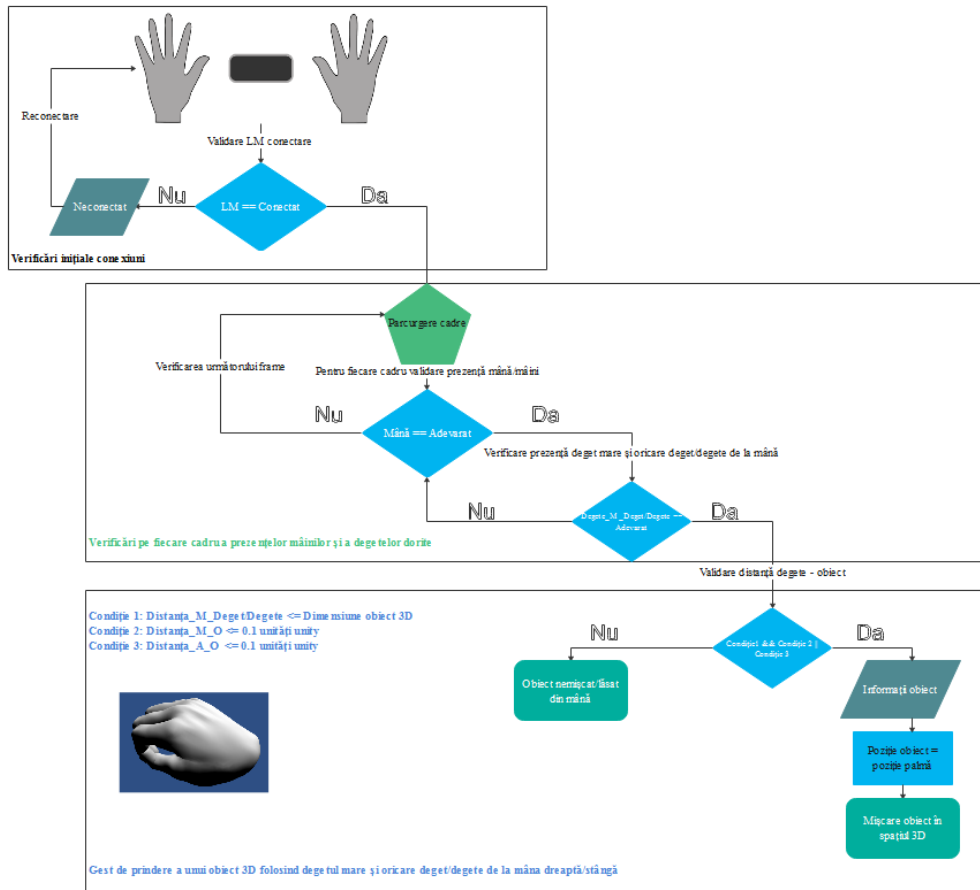 Reconectare
Validare LM conectare
Nu
Da
Neconectat
LM == Conectat
Verificări inițiale conexiuni
Parcurgere cadre
Verificarea următorului frame
Pentru fiecare cadru validare prezență mână/mâini
Nu
Da
Mână == Adevarat
Verificare prezență deget mare și oricare deget/degete de la mână
Nu
Da
Degete_M_Deget/Degete ==
Adevarat
Verificări pe fiecare cadru a prezențelor mâinilor și a degetelor dorite
Validare distanță degete - obiect
Condiție 1: Distanța_M_Deget/Degete <= Dimensiune obiect 3D
Condiție 2: Distanța_M_O <= 0.1 unități unity
Condiție 3: Distanța_A_O <= 0.1 unități unity
Nu
Da
Condiție1 && Condiție 2 ||
Condiție 3
Obiect nemișcat/lăsat
din mână
Informații obiect
Poziție obiect =
poziție palmă
Mișcare obiect în
spațiul 3D
Gest de prindere a unui obiect 3D folosind degetul mare și oricare deget/degete de la mâna dreaptă/stângă